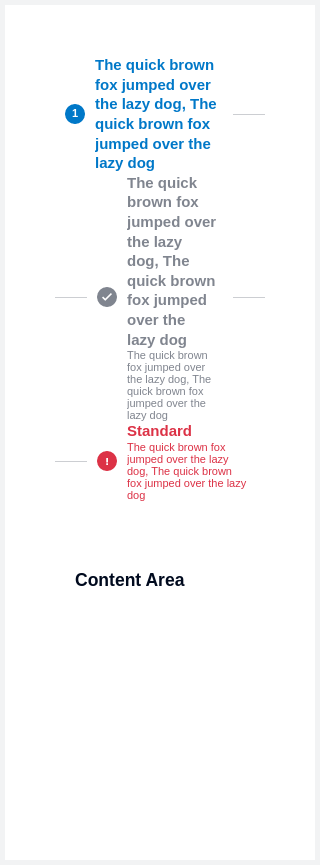 The quick brown
fox jumped over
the lazy dog, The
1
quick brown fox
jumped over the
lazy dog
The quick
brown fox
jumped over
the lazy
dog, The
quick brown
fox jumped
over the
lazy dog
The quick brown
fox jumped over
the lazy dog, The
quick brown fox
jumped over the
lazy dog
Standard
The quick brown fox
jumped over the lazy
dog, The quick brown
fox jumped over the lazy
dog
Content Area